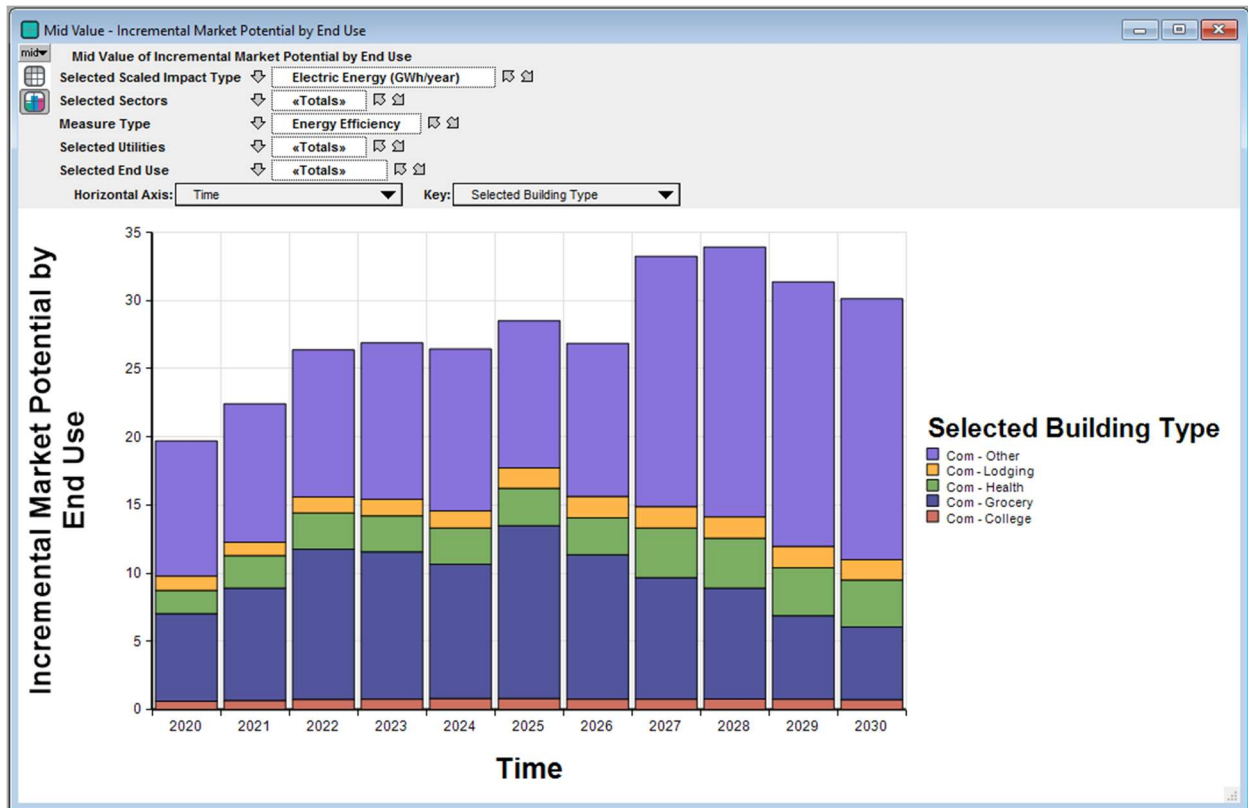 Mid Value - Incremental Market Potential by End Use
mid
Mid Value of Incremental Market Potential by End Use
Selected Scaled Impact Type Electric Energy (GWh/year)
Selected Sectors «Totals»
Measure Type Energy Efficiency
Selected Utilities «Totals»
Selected End Use «Totals»
Horizontal Axis: Time Key: Selected Building Type
Incremental Market Potential by
End Use
35
30
25
20
15
10
5
0
2020 2021 2022 2023 2024 2025 2026 2027 2028 2029 2030
Time
Selected Building Type
Com - Other
Com - Lodging
Com - Health
Com - Grocery
Com - College